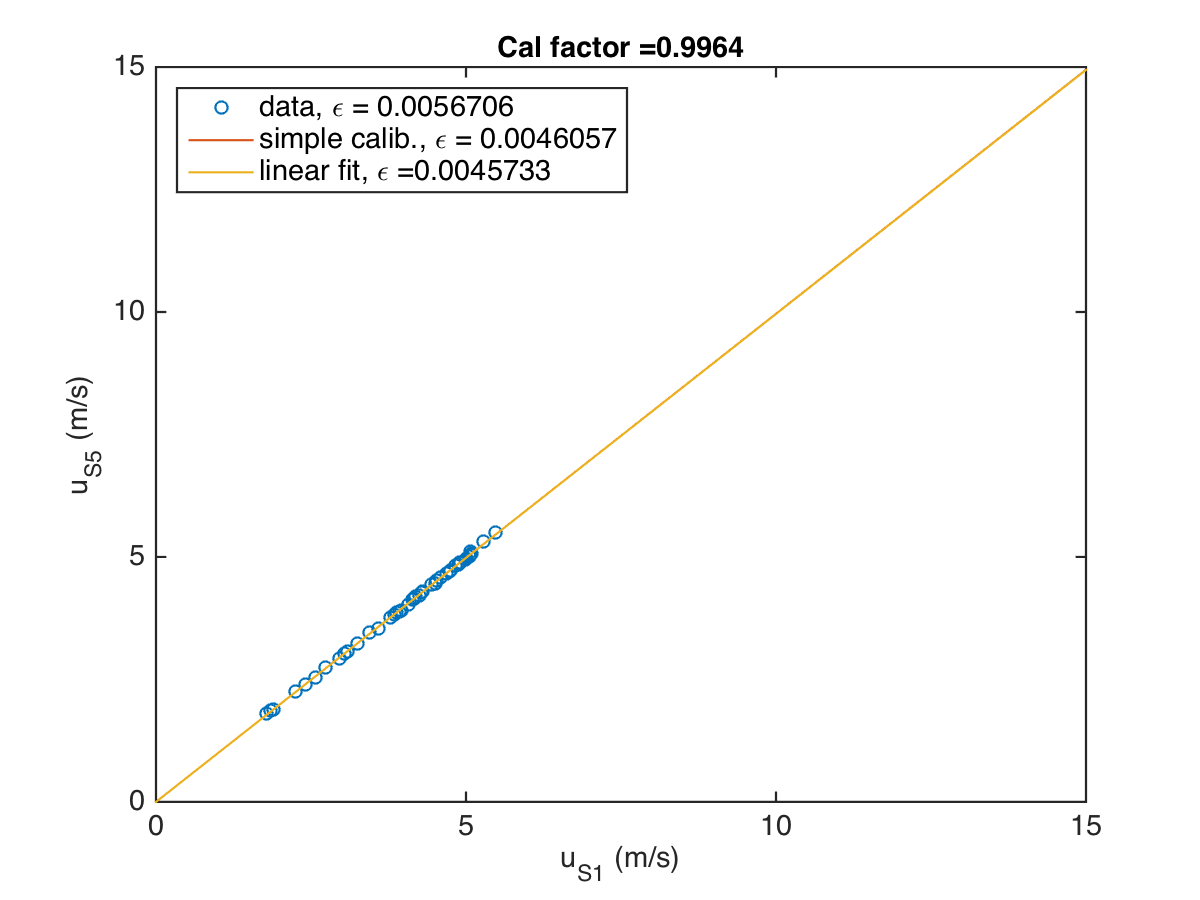 Cal factor =0.9964
15
data, ϵ = 0.0056706
simple calib., ϵ = 0.0046057
linear fit, ϵ =0.0045733
10
u_S5 (m/s)
5
0
0 5 10 15
u_S1 (m/s)